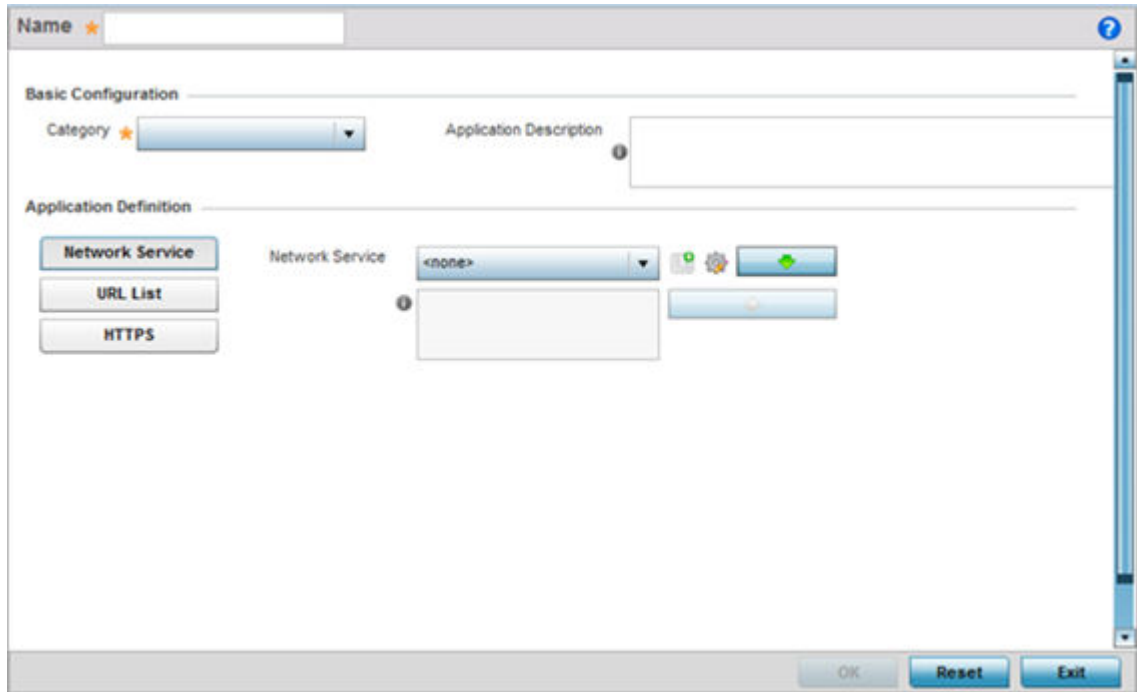 Name
Basic Configuration
Category
Application Description
Application Definition
Network Service
Network Service
<none>
URL List
HTTPS
OK
Reset
Exit